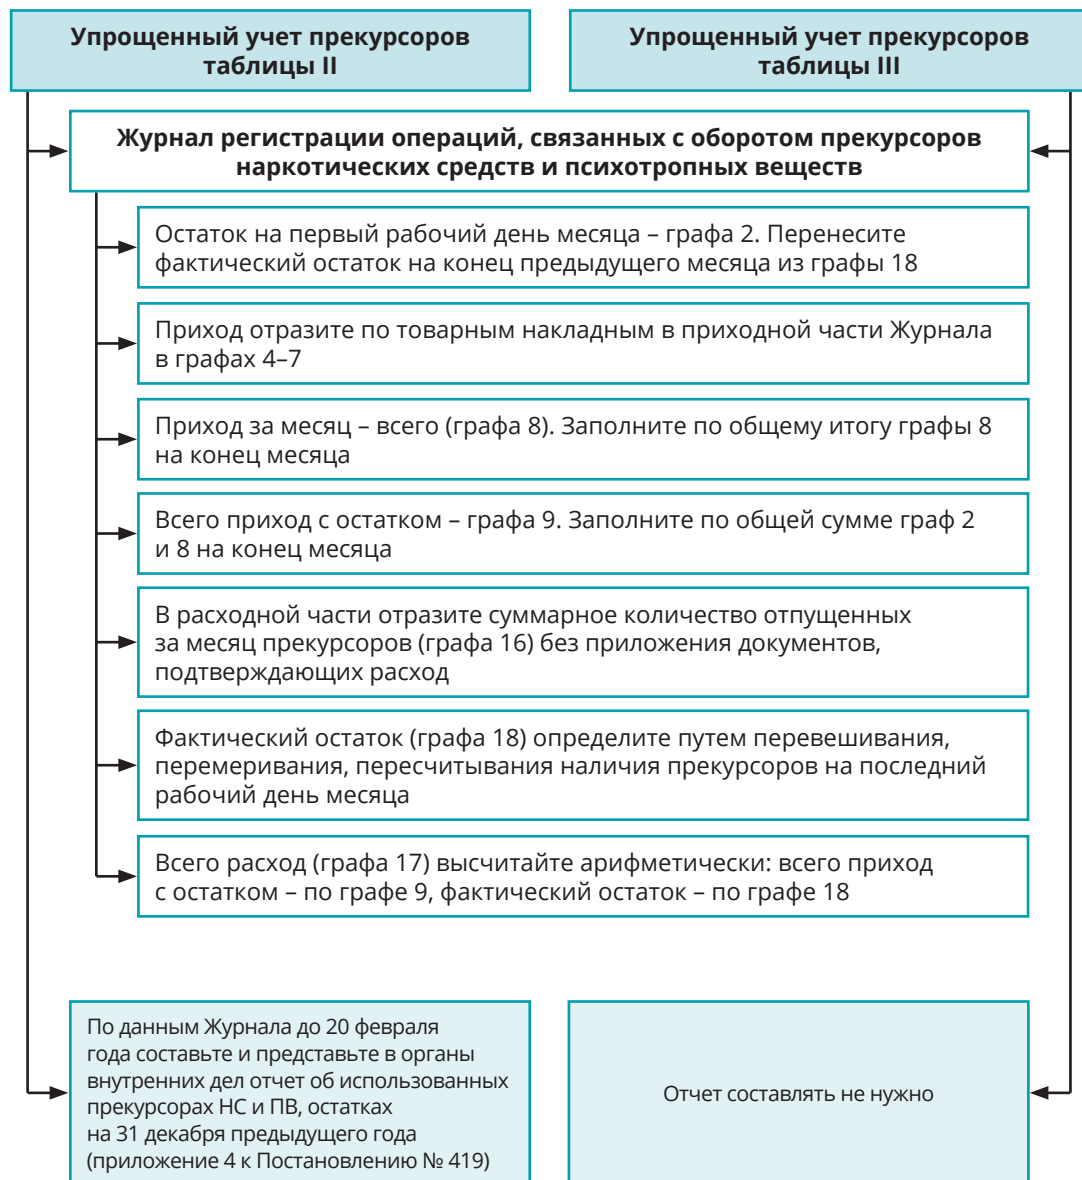 Упрощенный учет прекурсоров
таблицы II
Упрощенный учет прекурсоров
таблицы III
Журнал регистрации операций, связанных с оборотом прекурсоров
наркотических средств и психотропных веществ
Остаток на первый рабочий день месяца – графа 2. Перенесите
фактический остаток на конец предыдущего месяца из графы 18
Приход отразите по товарным накладным в приходной части Журнала
в графах 4–7
Приход за месяц – всего (графа 8). Заполните по общему итогу графы 8
на конец месяца
Всего приход с остатком – графа 9. Заполните по общей сумме граф 2
и 8 на конец месяца
В расходной части отразите суммарное количество отпущенных
за месяц прекурсоров (графа 16) без приложения документов,
подтверждающих расход
Фактический остаток (графа 18) определите путем перевешивания,
перемеривания, пересчитывания наличия прекурсоров на последний
рабочий день месяца
Всего расход (графа 17) высчитайте арифметически: всего приход
с остатком – по графе 9, фактический остаток – по графе 18
По данным Журнала до 20 февраля
года составьте и представьте в органы
внутренних дел отчет об использованных
прекурсорах НС и ПВ, остатках
на 31 декабря предыдущего года
(приложение 4 к Постановлению № 419)
Отчет составлять не нужно